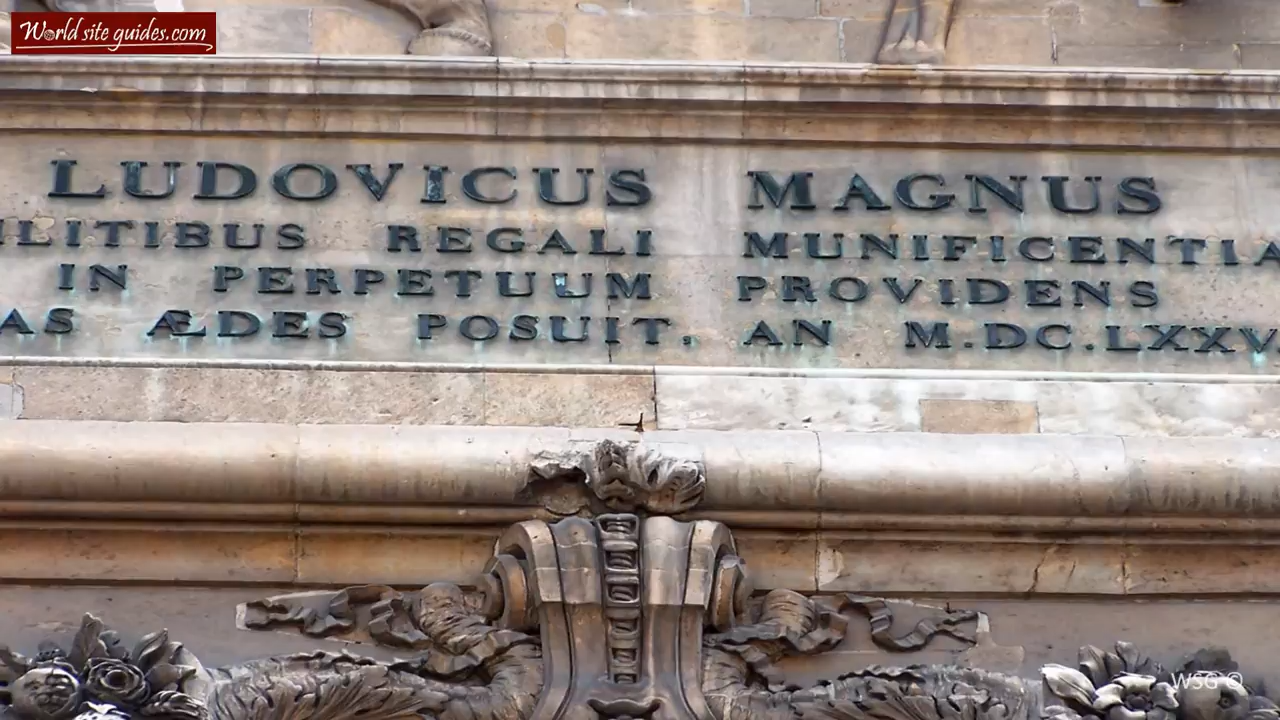 World site guides.com
LUDOVICUS MAGNUS
ILITIBUS REGALI MUNIFICENTIA
IN PERPETUUM PROVIDENS
AS ÆDES POSUIT. AN M.DC.LXXV
WSG ©